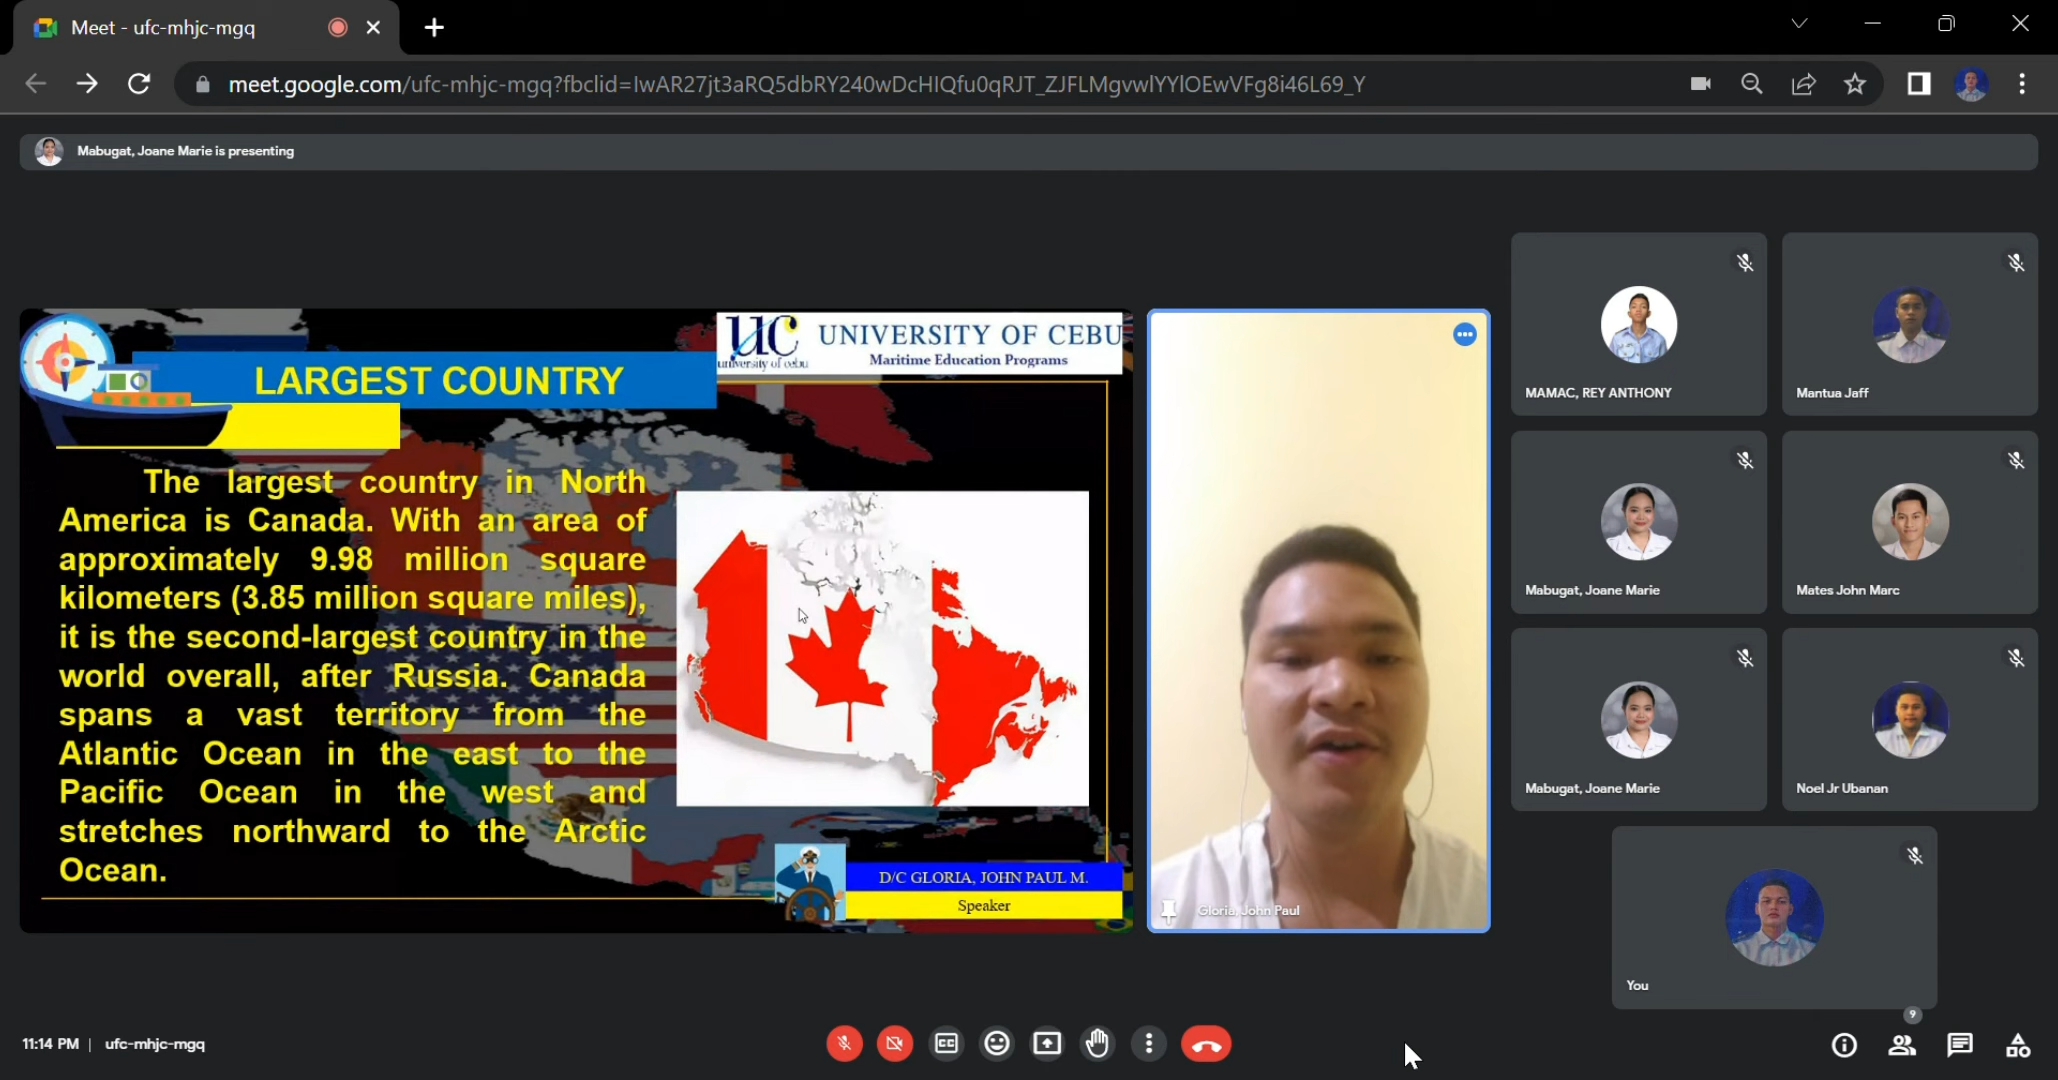 Meet - ufc-mhjc-mgq
meet.google.com/ufc-mhjc-mgq?fbclid=IwAR27jt3aRQ5dbRY240wDcHIQfu0qRJT_ZJFLMgvwlYYlOEwVFg8i46L69_Y
Mabugat, Joane Marie is presenting
UC
university of cebu
UNIVERSITY OF CEBU
Maritime Education Programs
LARGEST COUNTRY
The largest country in North
America is Canada. With an area of
approximately 9.98 million square
kilometers (3.85 million square miles),
it is the second-largest country in the
world overall, after Russia. Canada
spans a vast territory from the
Atlantic Ocean in the east to the
Pacific Ocean in the west and
stretches northward to the Arctic
Ocean.
D/C GLORIA, JOHN PAUL M.
Speaker
Gloria, John Paul
MAMAC, REY ANTHONY
Mantua Jaff
Mabugat, Joane Marie
Mates John Marc
Mabugat, Joane Marie
Noel Jr Ubanan
You
9
11:14 PM | ufc-mhjc-mgq
CC